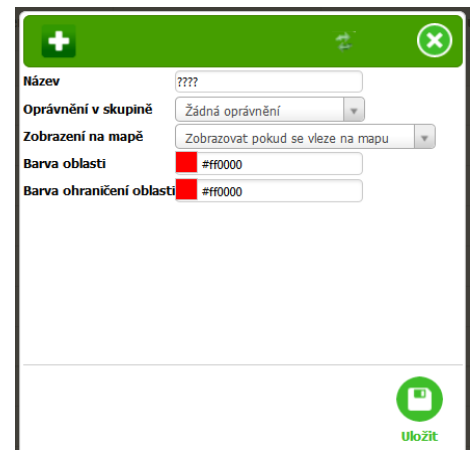 Název ????
Oprávnění v skupině Žádná oprávnění
Zobrazení na mapě Zobrazovat pokud se vleze na mapu
Barva oblasti #ff0000
Barva ohraničení oblasti #ff0000
Uložit